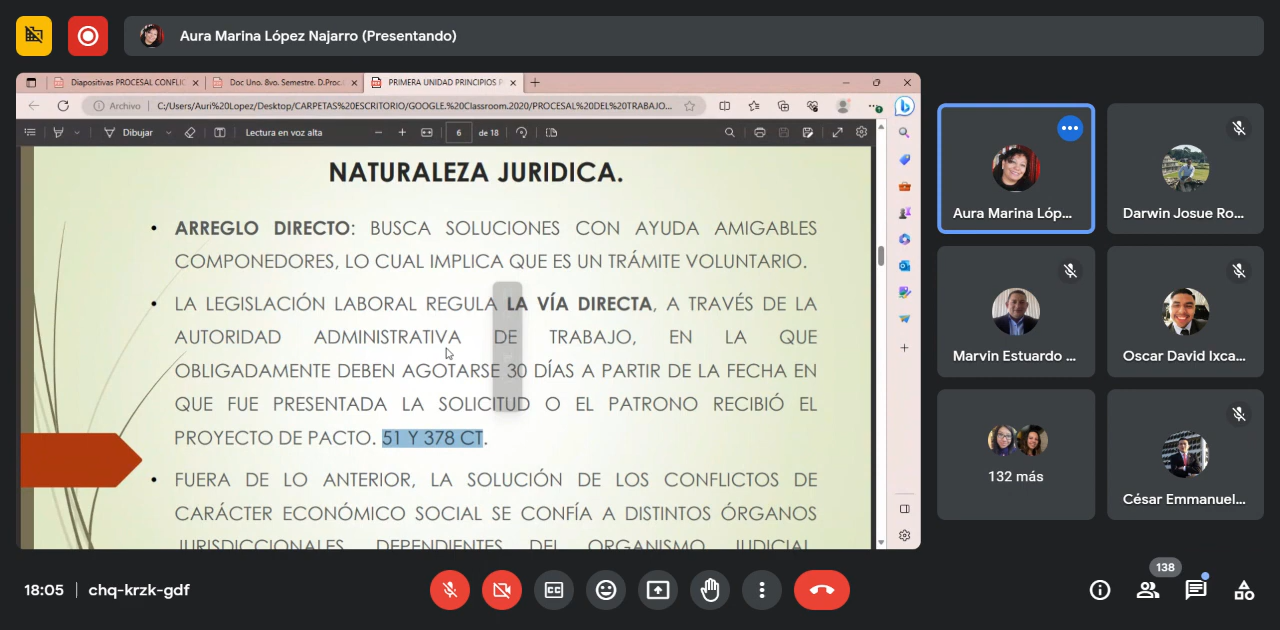 Aura Marina López Najarro (Presentando)
Diapositivas PROCESAL CONFLIC
Doc Uno. 8vo. Semestre. D.Proc.
PRIMERA UNIDAD PRINCIPIOS P
Archivo
C:/Users/Auri%20Lopez/Desktop/CARPETAS%20ESCRITORIO/GOOGLE.%20Classroom.2020/PROCESAL%20DEL%20TRABAJO...
Dibujar
Lectura en voz alta
6
de 18
NATURALEZA JURIDICA.
• ARREGLO DIRECTO: BUSCA SOLUCIONES CON AYUDA AMIGABLES
COMPONEDORES, LO CUAL IMPLICA QUE ES UN TRÁMITE VOLUNTARIO.
• LA LEGISLACIÓN LABORAL REGULA LA VÍA DIRECTA, A TRAVÉS DE LA
AUTORIDAD ADMINISTRATIVA DE TRABAJO, EN LA QUE
OBLIGADAMENTE DEBEN AGOTARSE 30 DÍAS A PARTIR DE LA FECHA EN
QUE FUE PRESENTADA LA SOLICITUD O EL PATRONO RECIBIÓ EL
PROYECTO DE PACTO. 51 Y 378 CT.
• FUERA DE LO ANTERIOR, LA SOLUCIÓN DE LOS CONFLICTOS DE
CARÁCTER ECONÓMICO SOCIAL SE CONFÍA A DISTINTOS ÓRGANOS
JURISDICCIONALES DEPENDIENTES DEL ORGANISMO JUDICIAL
Aura Marina Lóp...
Darwin Josue Ro...
Marvin Estuardo ...
Oscar David Ixca...
132 más
César Emmanuel...
18:05
chq-krzk-gdf
138